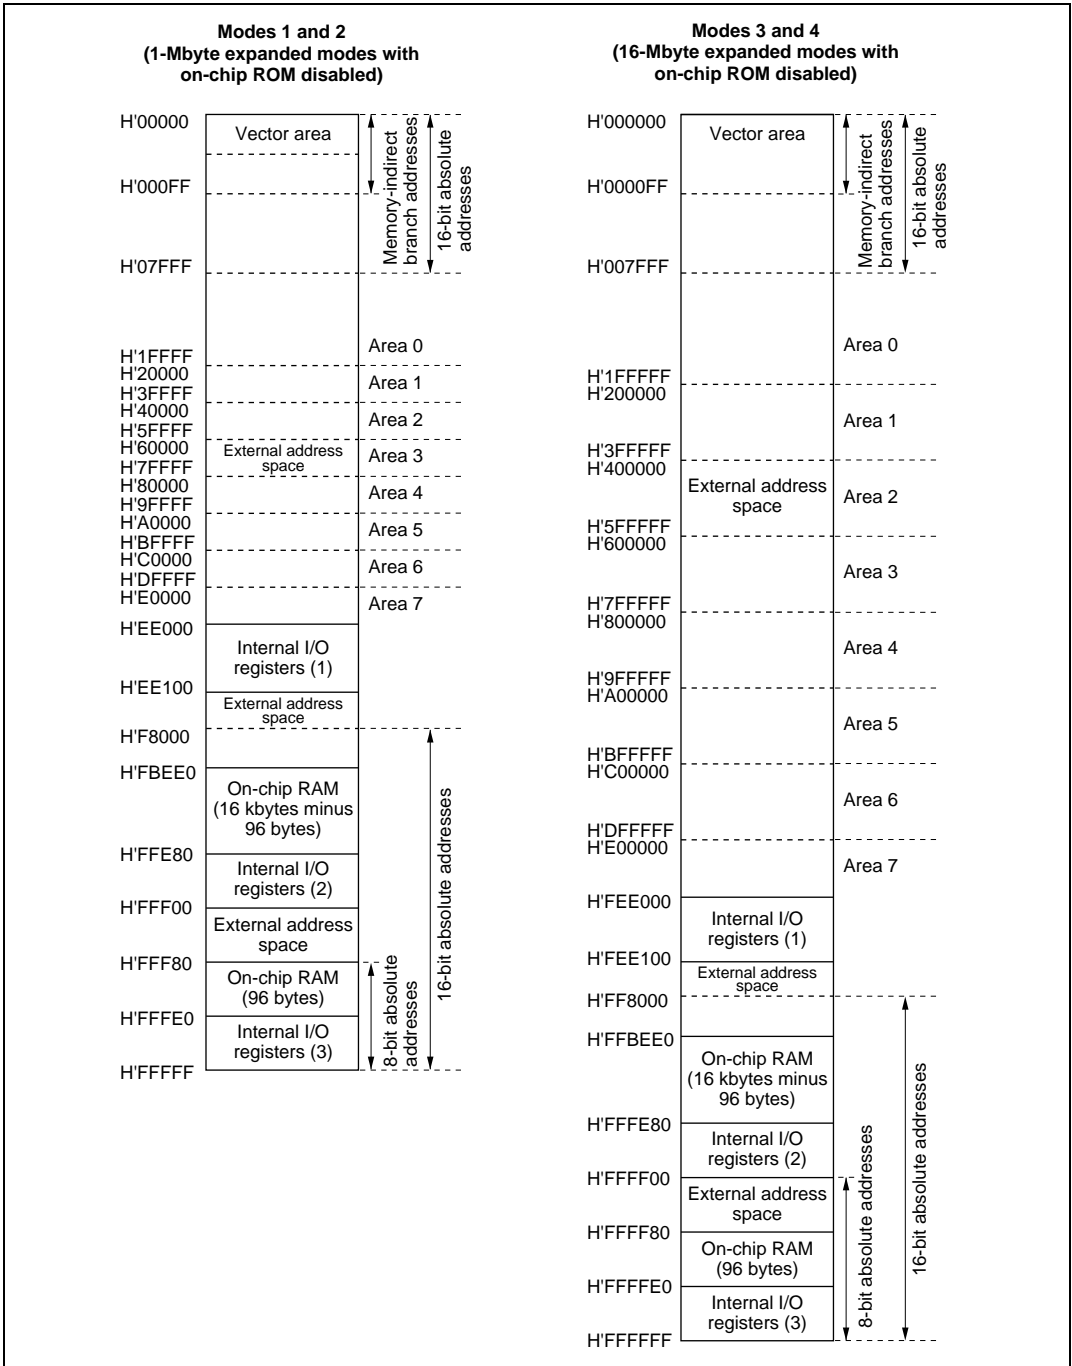 Modes 1 and 2
(1-Mbyte expanded modes with
on-chip ROM disabled)
H'00000
Vector area
H'000FF
H'07FFF
Memory-indirect
branch addresses
16-bit absolute
addresses
H'1FFFF
Area 0
H'20000
H'3FFFF
Area 1
H'40000
H'5FFFF
Area 2
H'60000
H'7FFFF
External address
space
Area 3
H'80000
H'9FFFF
Area 4
H'A0000
H'BFFFF
Area 5
H'C0000
H'DFFFF
Area 6
H'E0000
Area 7
H'EE000
Internal I/O
registers (1)
H'EE100
External address
space
H'F8000
H'FBEE0
On-chip RAM
(16 kbytes minus
96 bytes)
H'FFE80
Internal I/O
registers (2)
H'FFF00
External address
space
H'FFF80
On-chip RAM
(96 bytes)
H'FFFE0
Internal I/O
registers (3)
H'FFFFF
8-bit absolute
addresses
16-bit absolute addresses
Modes 3 and 4
(16-Mbyte expanded modes with
on-chip ROM disabled)
H'000000
Vector area
H'0000FF
H'007FFF
Memory-indirect
branch addresses
16-bit absolute
addresses
Area 0
H'1FFFFF
H'200000
Area 1
H'3FFFFF
H'400000
External address
space
Area 2
H'5FFFFF
H'600000
Area 3
H'7FFFFF
H'800000
Area 4
H'9FFFFF
H'A00000
Area 5
H'BFFFFF
H'C00000
Area 6
H'DFFFFF
H'E00000
Area 7
H'FEE000
Internal I/O
registers (1)
H'FEE100
External address
space
H'FF8000
H'FFBEE0
On-chip RAM
(16 kbytes minus
96 bytes)
H'FFFE80
Internal I/O
registers (2)
H'FFFF00
External address
space
H'FFFF80
On-chip RAM
(96 bytes)
H'FFFFE0
Internal I/O
registers (3)
H'FFFFFF
8-bit absolute addresses
16-bit absolute addresses